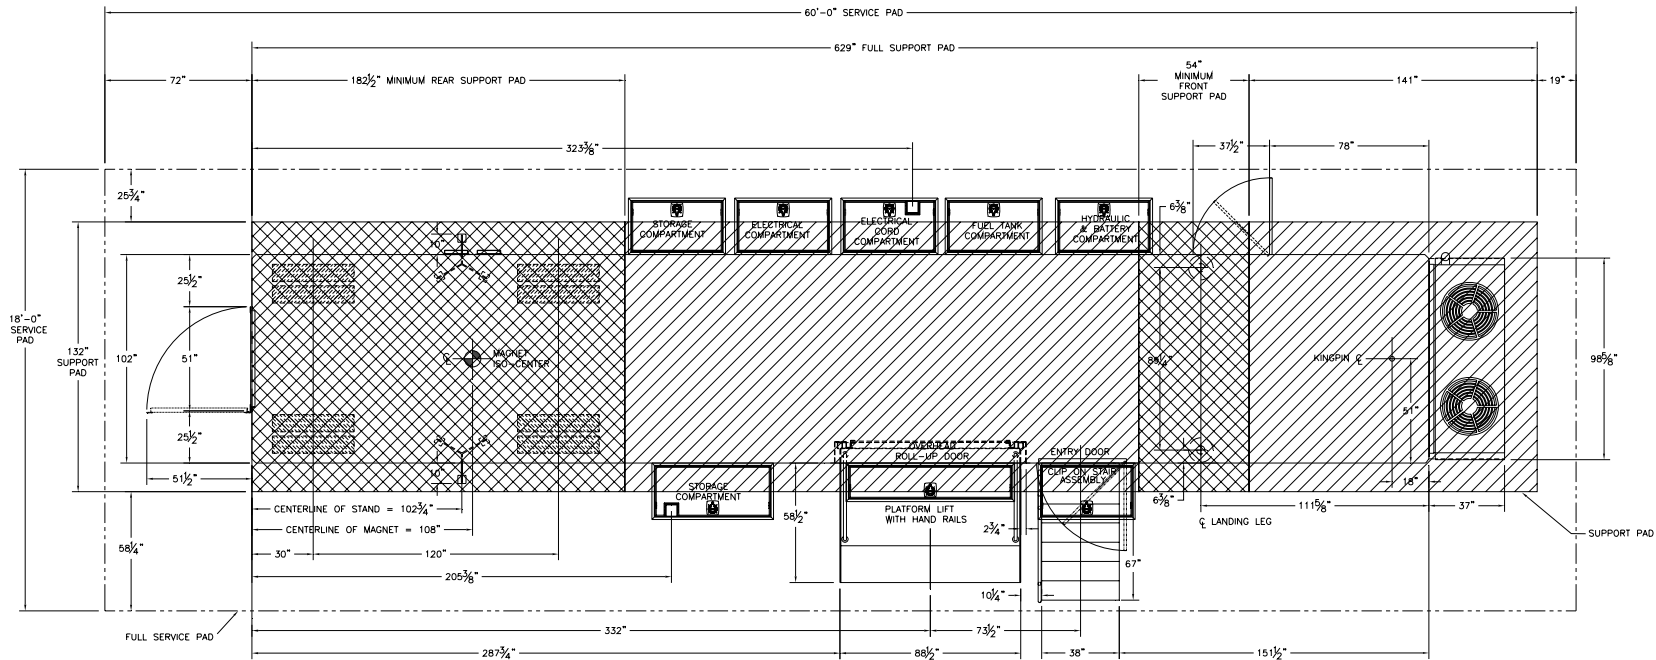 60'-0" SERVICE PAD
629" FULL SUPPORT PAD
72"
182½" MINIMUM REAR SUPPORT PAD
54"
MINIMUM
FRONT
SUPPORT PAD
141"
19"
323⅜"
37½"
78"
25¾"
6⅜"
STORAGE
COMPARTMENT
ELECTRICAL
COMPARTMENT
ELECTRICAL
CORD
COMPARTMENT
FUEL TANK
COMPARTMENT
HYDRAULIC
& BATTERY
COMPARTMENT
10"
25½"
18'-0"
SERVICE
PAD
132"
SUPPORT
PAD
102"
51"
MAGNET
ISO-CENTER
89¼"
KINGPIN ℄
98⅝"
51"
25½"
51½"
10"
OVERHEAD
ROLL-UP DOOR
ENTRY DOOR
CLIP ON STAIR
ASSEMBLY
STORAGE
COMPARTMENT
6⅜"
18"
CENTERLINE OF STAND = 102¾"
58½"
PLATFORM LIFT
WITH HAND RAILS
111⅝"
37"
℄ LANDING LEG
CENTERLINE OF MAGNET = 108"
2¾"
SUPPORT PAD
58¼"
30"
120"
67"
205⅜"
10¼"
FULL SERVICE PAD
332"
73½"
287¾"
88½"
38"
151½"